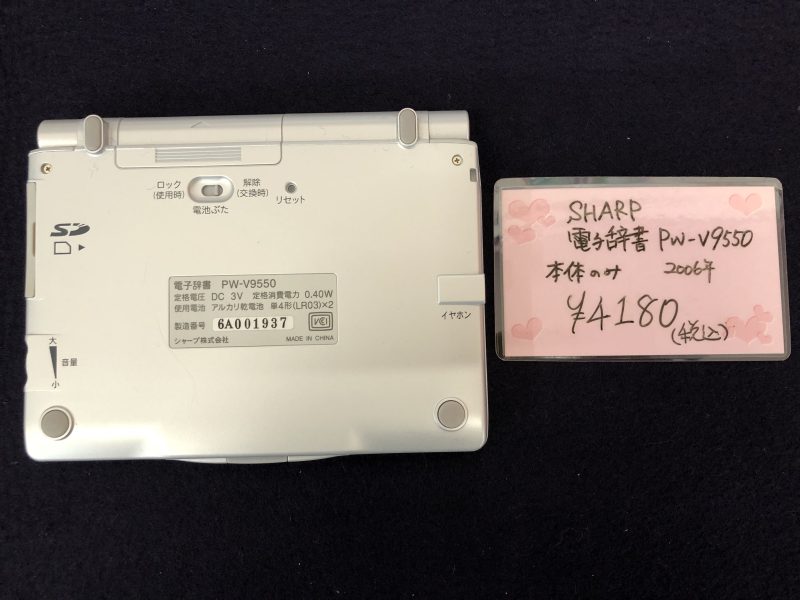 ロック
(使用時)
解除
(交換時)
電池ぶた
リセット
SD
電子辞書 PW-V9550
定格電圧 DC 3V 定格消費電力 0.40W
使用電池 アルカリ乾電池 単4形(LR03)×2
製造番号 6A001937
VCI
シャープ株式会社 MADE IN CHINA
大
音量
小
イヤホン
SHARP
電子辞書 PW-V9550
本体のみ 2006年
¥4180
(税込)